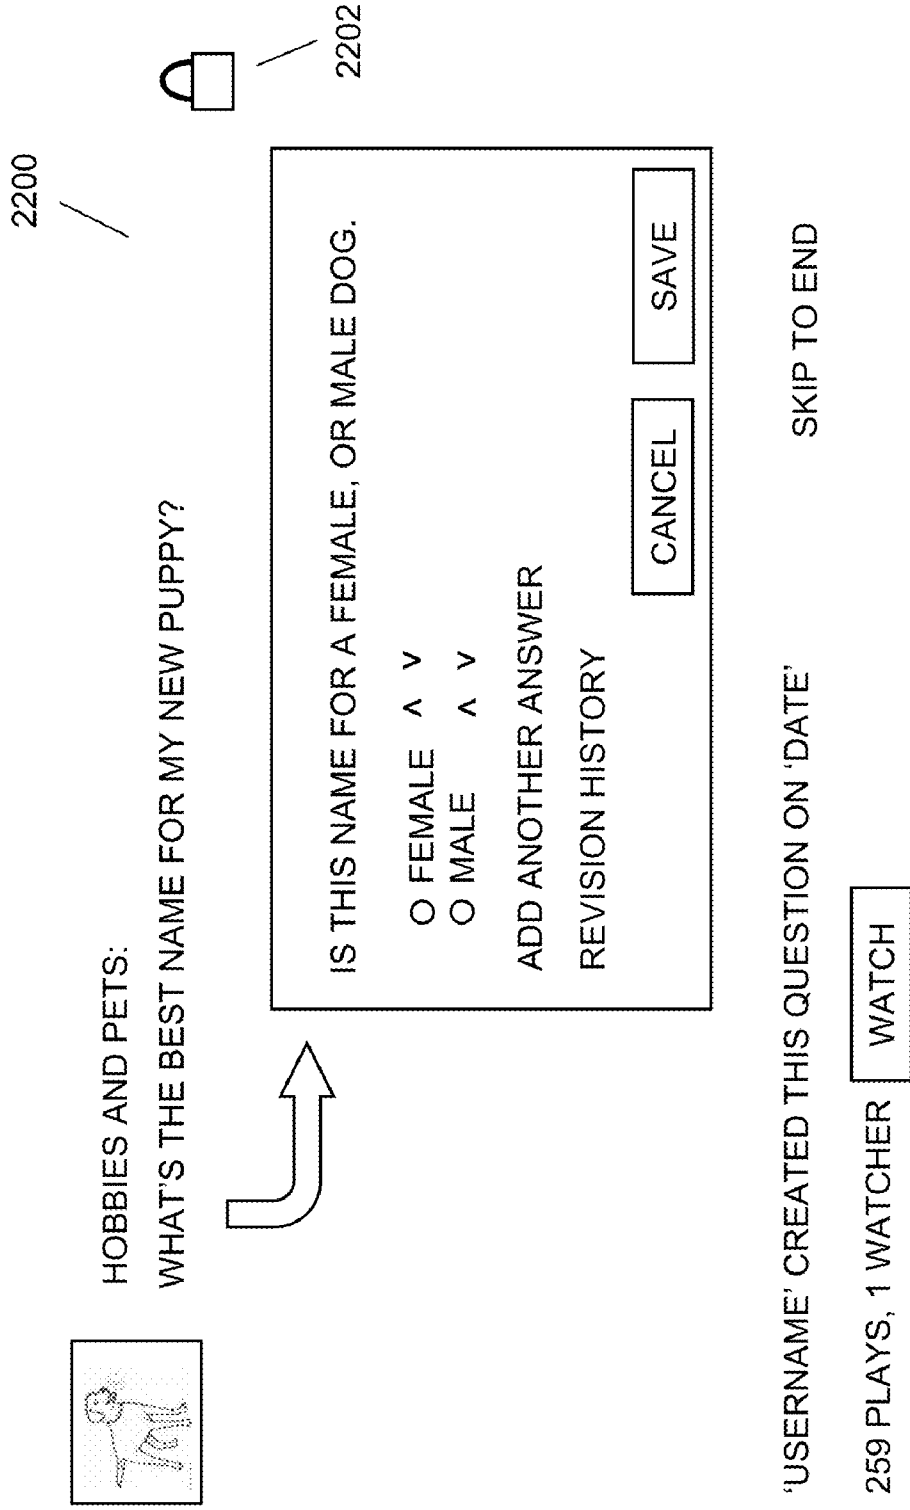 2200
2202
HOBBIES AND PETS:
WHAT'S THE BEST NAME FOR MY NEW PUPPY?
IS THIS NAME FOR A FEMALE, OR MALE DOG.
O FEMALE ʌ v
O MALE ʌ v
ADD ANOTHER ANSWER
REVISION HISTORY
CANCEL SAVE
'USERNAME' CREATED THIS QUESTION ON 'DATE' SKIP TO END
259 PLAYS, 1 WATCHER WATCH